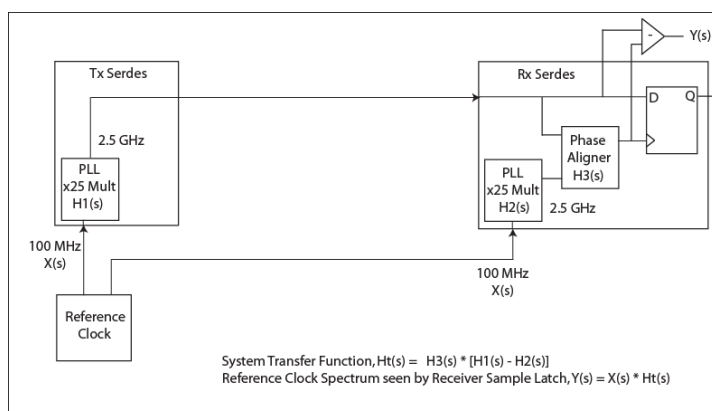 Y(s)
-
Tx Serdes
Rx Serdes
D
Q
2.5 GHz
Phase
Aligner
H3(s)
PLL
x25 Mult
H1(s)
PLL
x25 Mult
H2(s)
2.5 GHz
100 MHz
X(s)
100 MHz
X(s)
Reference
Clock
System Transfer Function, Ht(s) = H3(s) * [H1(s) - H2(s)]
Reference Clock Spectrum seen by Receiver Sample Latch, Y(s) = X(s) * Ht(s)